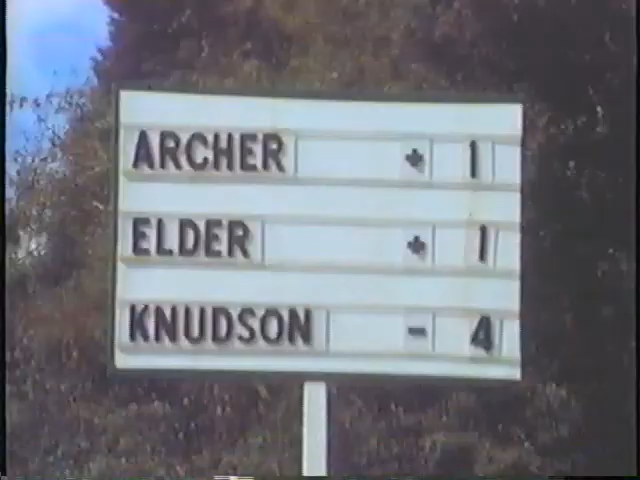 ARCHER + 1
ELDER + 1
KNUDSON - 4